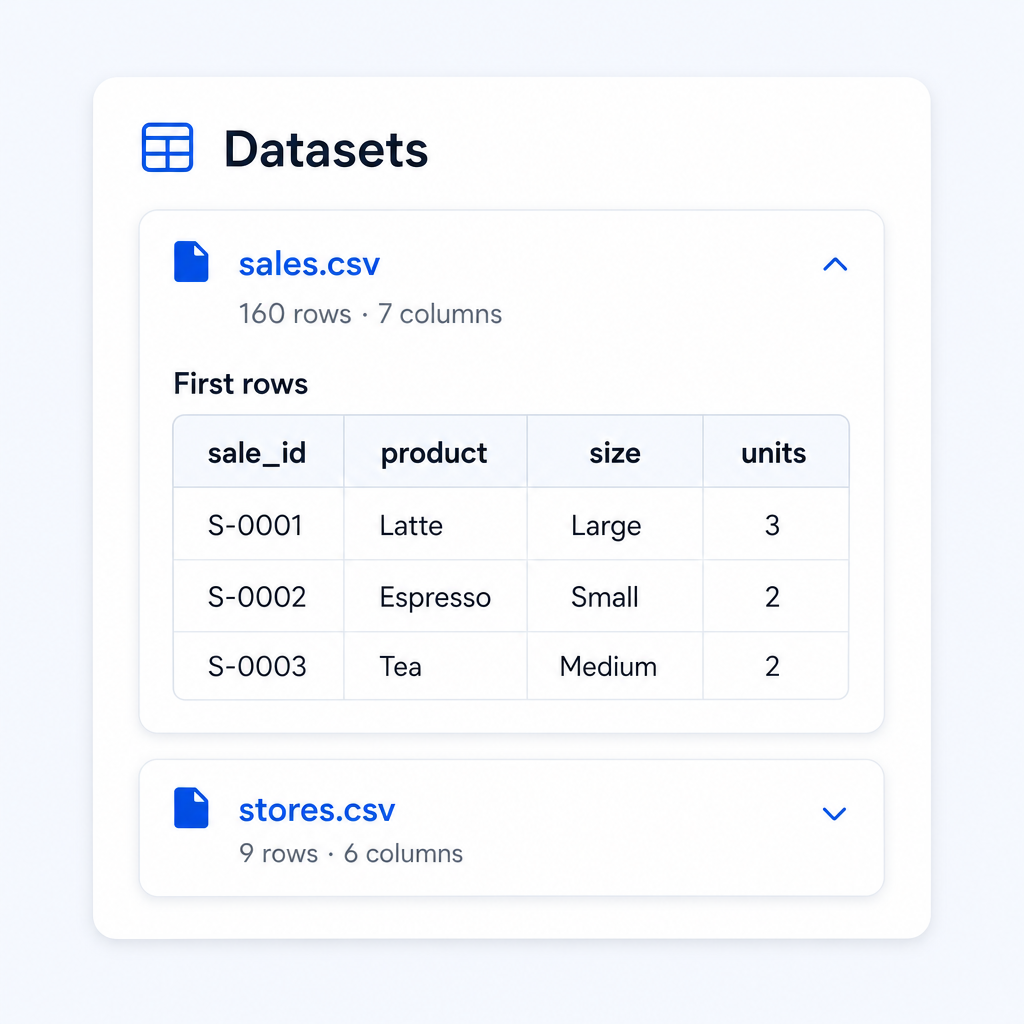 Datasets
sales.csv
160 rows · 7 columns
First rows
sale_id product size units
S-0001 Latte Large 3
S-0002 Espresso Small 2
S-0003 Tea Medium 2
stores.csv
9 rows · 6 columns